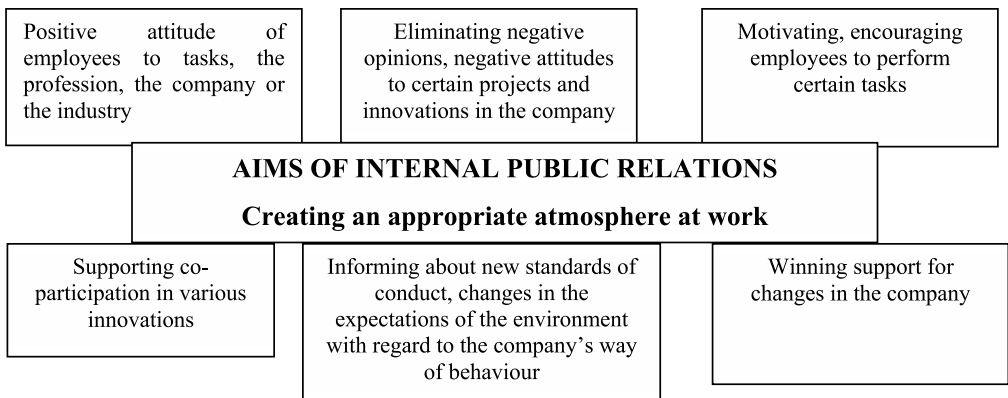 Positive attitude of
employees to tasks, the
profession, the company or
the industry
Eliminating negative
opinions, negative attitudes
to certain projects and
innovations in the company
Motivating, encouraging
employees to perform
certain tasks
AIMS OF INTERNAL PUBLIC RELATIONS
Creating an appropriate atmosphere at work
Supporting co-
participation in various
innovations
Informing about new standards of
conduct, changes in the
expectations of the environment
with regard to the company’s way
of behaviour
Winning support for
changes in the company